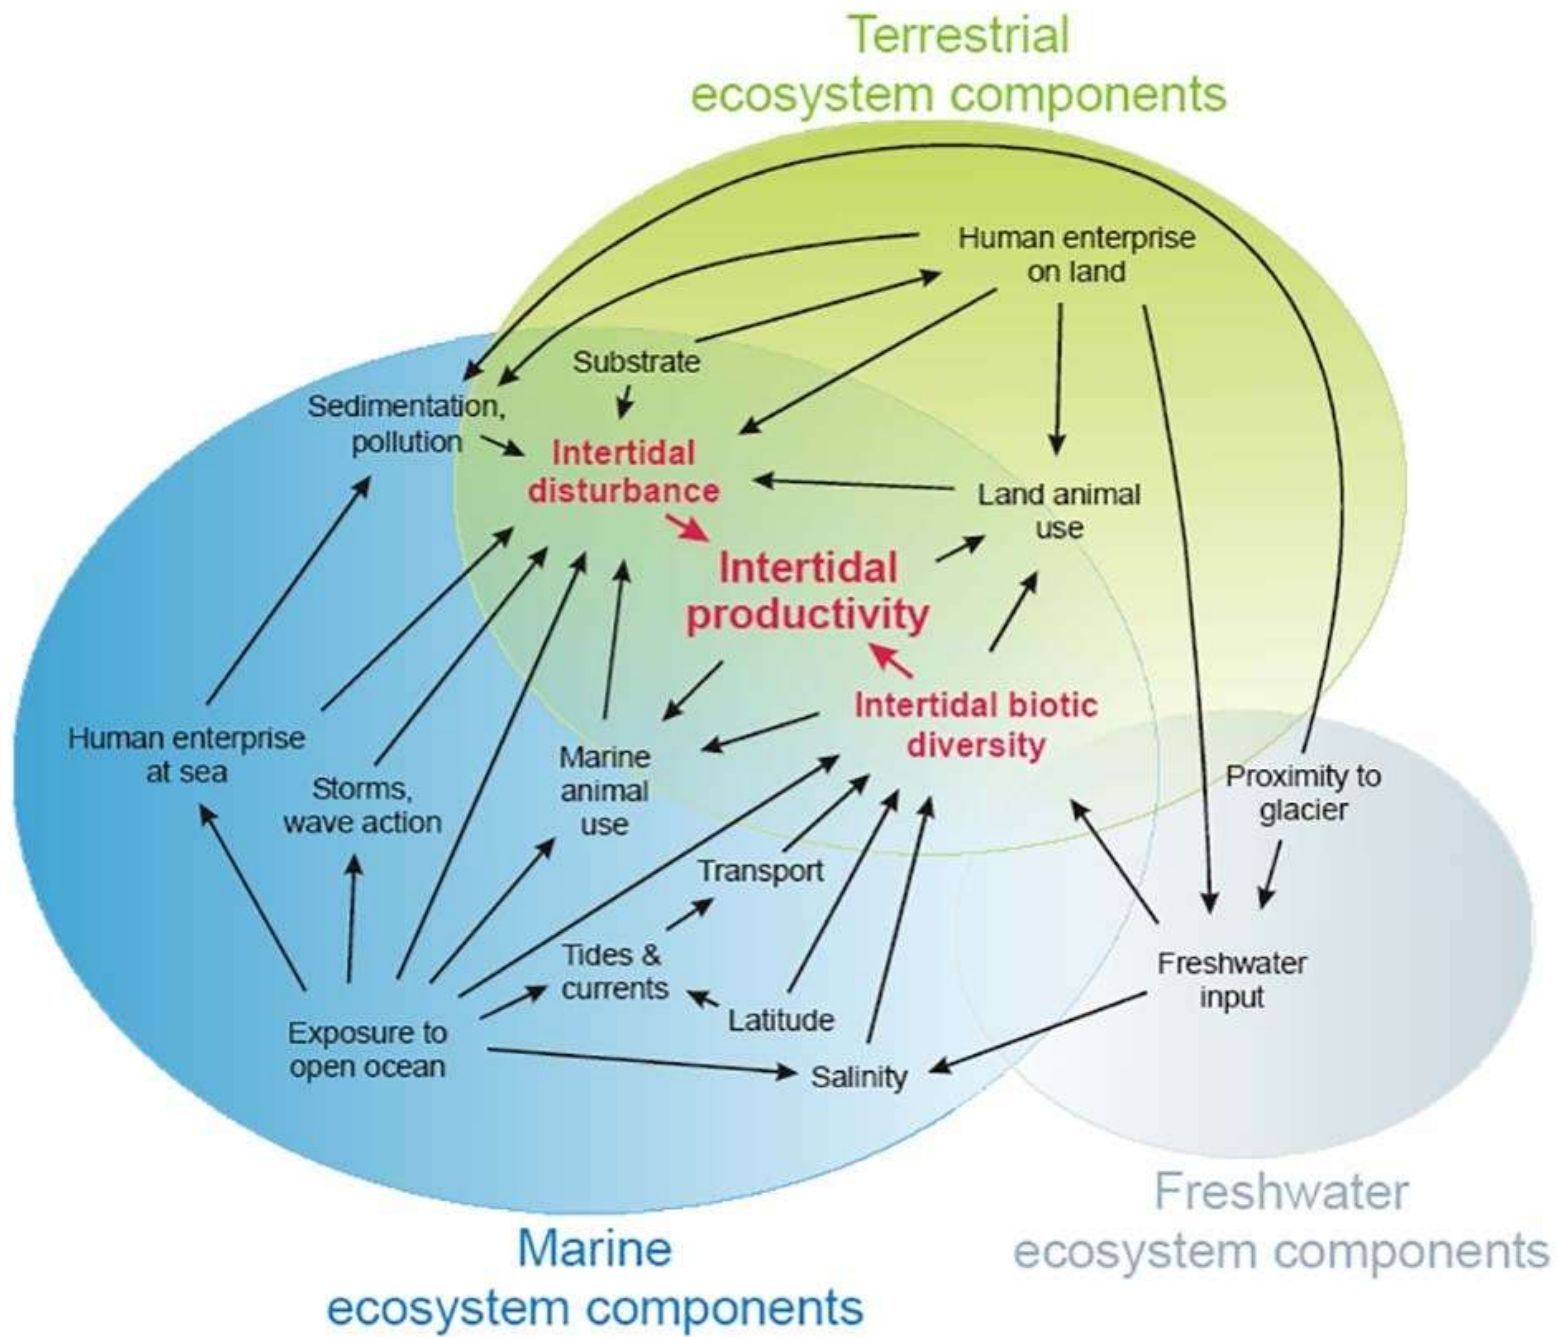 Terrestrial
ecosystem components
Human enterprise
on land
Substrate
Sedimentation,
pollution
Intertidal
disturbance
Land animal
use
Intertidal
productivity
Intertidal biotic
diversity
Human enterprise
at sea
Storms,
wave action
Marine
animal
use
Proximity to
glacier
Transport
Tides &
currents
Latitude
Freshwater
input
Exposure to
open ocean
Salinity
Freshwater
ecosystem components
Marine
ecosystem components